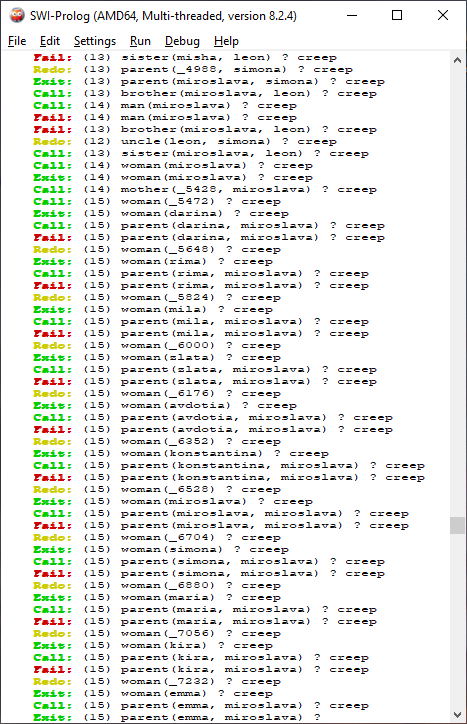 SWI-Prolog (AMD64, Multi-threaded, version 8.2.4)
File Edit Settings Run Debug Help
Fail: (13) sister(misha, leon) ? creep
Redo: (13) parent(_4988, simona) ? creep
Exit: (13) parent(miroslava, simona) ? creep
Call: (13) brother(miroslava, leon) ? creep
Call: (14) man(miroslava) ? creep
Fail: (14) man(miroslava) ? creep
Fail: (13) brother(miroslava, leon) ? creep
Redo: (12) uncle(leon, simona) ? creep
Call: (13) sister(miroslava, leon) ? creep
Call: (14) woman(miroslava) ? creep
Exit: (14) woman(miroslava) ? creep
Call: (14) mother(_5428, miroslava) ? creep
Call: (15) woman(_5472) ? creep
Exit: (15) woman(darina) ? creep
Call: (15) parent(darina, miroslava) ? creep
Fail: (15) parent(darina, miroslava) ? creep
Redo: (15) woman(_5648) ? creep
Exit: (15) woman(rima) ? creep
Call: (15) parent(rima, miroslava) ? creep
Fail: (15) parent(rima, miroslava) ? creep
Redo: (15) woman(_5824) ? creep
Exit: (15) woman(mila) ? creep
Call: (15) parent(mila, miroslava) ? creep
Fail: (15) parent(mila, miroslava) ? creep
Redo: (15) woman(_6000) ? creep
Exit: (15) woman(zlata) ? creep
Call: (15) parent(zlata, miroslava) ? creep
Fail: (15) parent(zlata, miroslava) ? creep
Redo: (15) woman(_6176) ? creep
Exit: (15) woman(avdotia) ? creep
Call: (15) parent(avdotia, miroslava) ? creep
Fail: (15) parent(avdotia, miroslava) ? creep
Redo: (15) woman(_6352) ? creep
Exit: (15) woman(konstantina) ? creep
Call: (15) parent(konstantina, miroslava) ? creep
Fail: (15) parent(konstantina, miroslava) ? creep
Redo: (15) woman(_6528) ? creep
Exit: (15) woman(miroslava) ? creep
Call: (15) parent(miroslava, miroslava) ? creep
Fail: (15) parent(miroslava, miroslava) ? creep
Redo: (15) woman(_6704) ? creep
Exit: (15) woman(simona) ? creep
Call: (15) parent(simona, miroslava) ? creep
Fail: (15) parent(simona, miroslava) ? creep
Redo: (15) woman(_6880) ? creep
Exit: (15) woman(maria) ? creep
Call: (15) parent(maria, miroslava) ? creep
Fail: (15) parent(maria, miroslava) ? creep
Redo: (15) woman(_7056) ? creep
Exit: (15) woman(kira) ? creep
Call: (15) parent(kira, miroslava) ? creep
Fail: (15) parent(kira, miroslava) ? creep
Redo: (15) woman(_7232) ? creep
Exit: (15) woman(emma) ? creep
Call: (15) parent(emma, miroslava) ? creep
Fail: (15) parent(emma, miroslava) ?